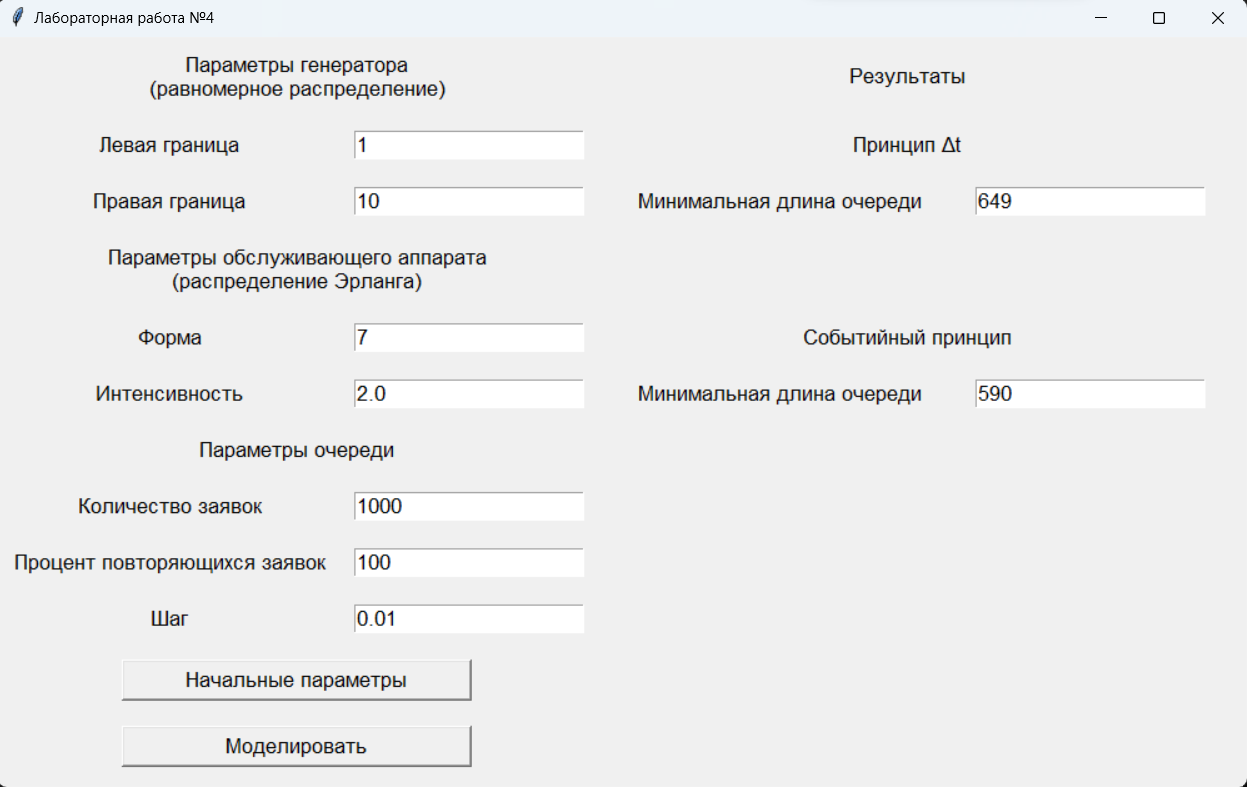 Лабораторная работа №4
Параметры генератора
(равномерное распределение)
Левая граница 1
Правая граница 10
Параметры обслуживающего аппарата
(распределение Эрланга)
Форма 7
Интенсивность 2.0
Параметры очереди
Количество заявок 1000
Процент повторяющихся заявок 100
Шаг 0.01
Начальные параметры
Моделировать
Результаты
Принцип Δt
Минимальная длина очереди 649
Событийный принцип
Минимальная длина очереди 590